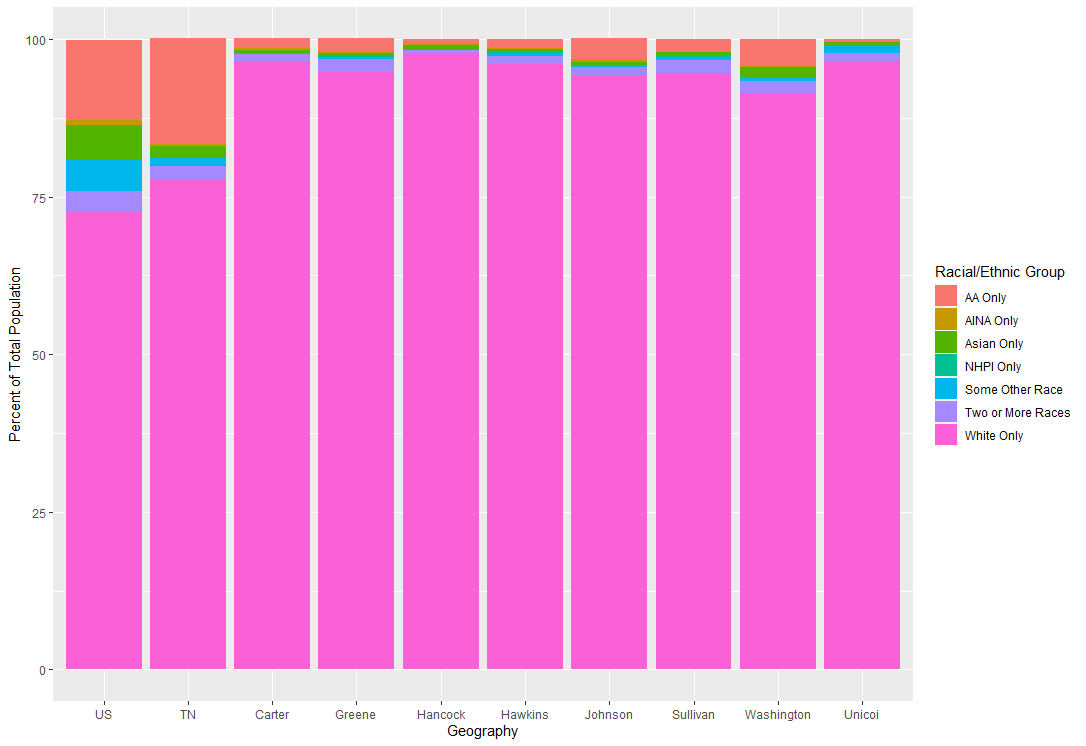 100
75
50
25
0
Percent of Total Population
US TN Carter Greene Hancock Hawkins Johnson Sullivan Washington Unicoi
Geography
Racial/Ethnic Group
AA Only
AINA Only
Asian Only
NHPI Only
Some Other Race
Two or More Races
White Only